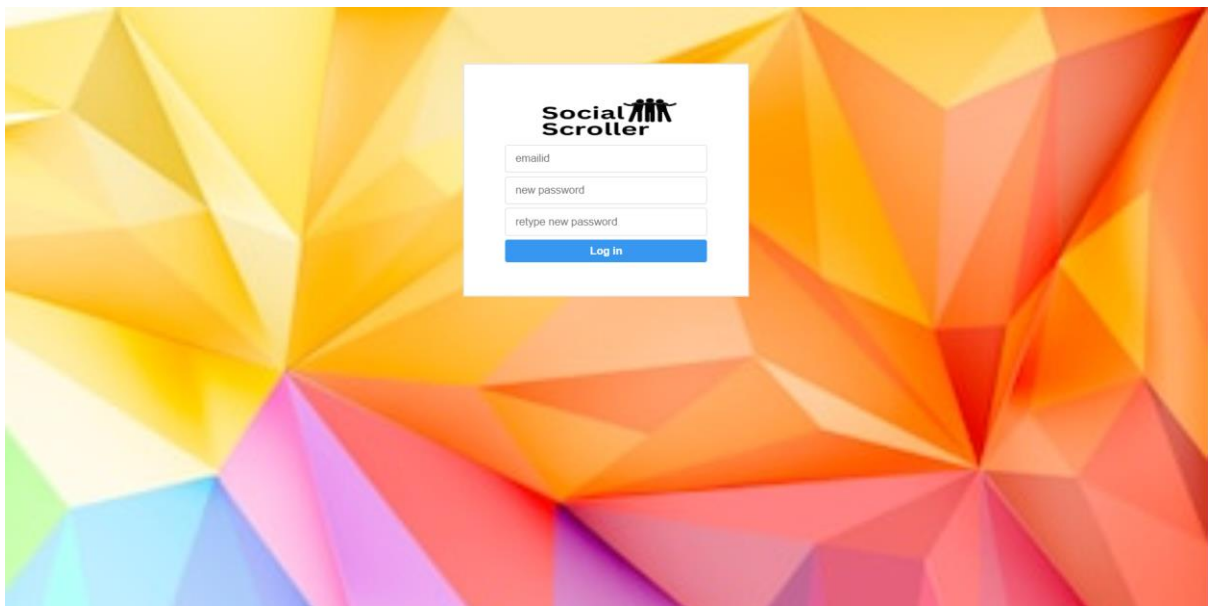 Social
Scroller
emailid
new password
retype new password
Log in